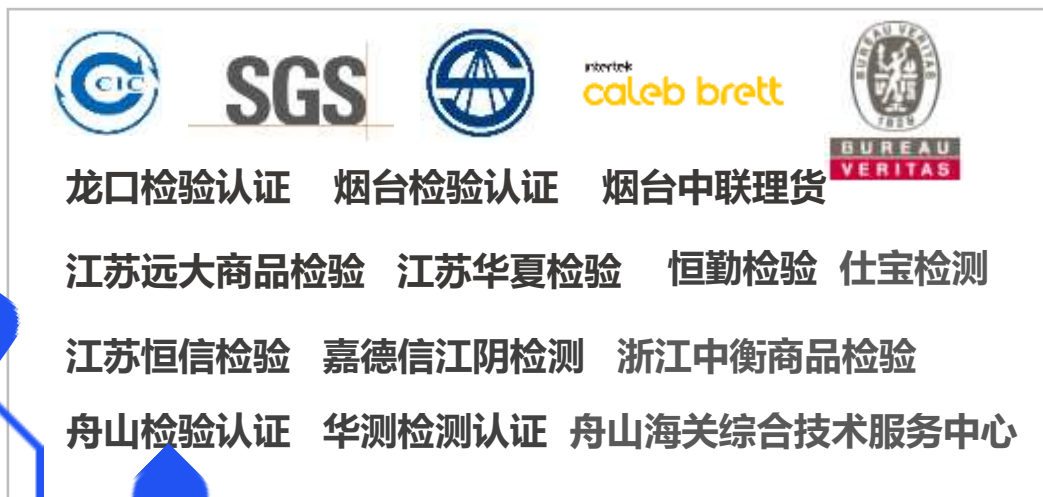 CCIC
SGS
intertek
caleb brett
BUREAU VERITAS
1828
BUREAU
VERITAS
龙口检验认证 烟台检验认证 烟台中联理货
江苏远大商品检验 江苏华夏检验 恒勤检验 仕宝检测
江苏恒信检验 嘉德信江阴检测 浙江中衡商品检验
舟山检验认证 华测检测认证 舟山海关综合技术服务中心